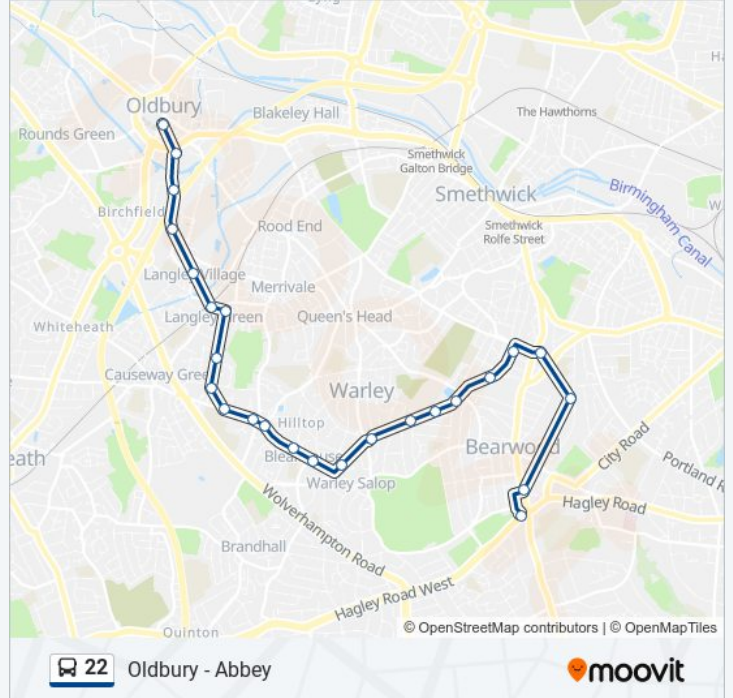 Oldbury
Blakeley Hall
The Hawthorns
Rounds Green
Smethwick
Galton Bridge
Smethwick
Birmingham Canal
Birchfield
Rood End
Smethwick
Rolfe Street
Langley Village
Merrivale
Langley Green
Queen's Head
Whiteheath
Causeway Gre
Warley
Hilltop
Bearwood
eath
City Road
Portland R
Warley Salop
Wolverhampton Road
Hagley Road
Brandhall
Hagley Road West
Quinton
© OpenStreetMap contributors | © OpenMapTiles
22 Oldbury - Abbey
moovit